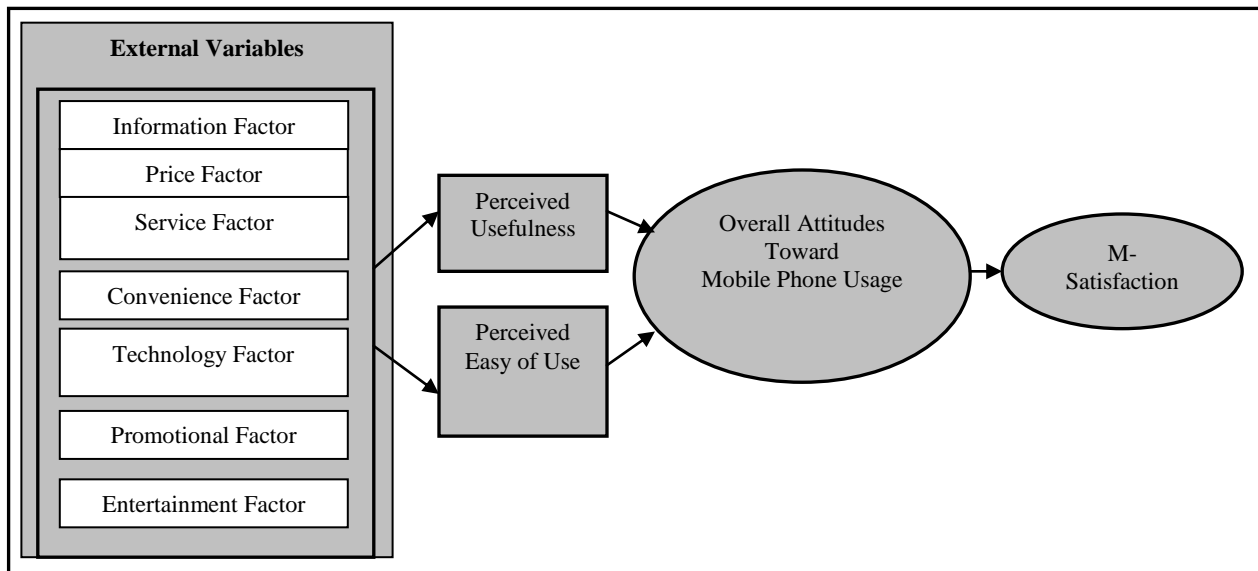 External Variables
Information Factor
Price Factor
Service Factor
Convenience Factor
Technology Factor
Promotional Factor
Entertainment Factor
Perceived
Usefulness
Perceived
Easy of Use
Overall Attitudes
Toward
Mobile Phone Usage
M-
Satisfaction